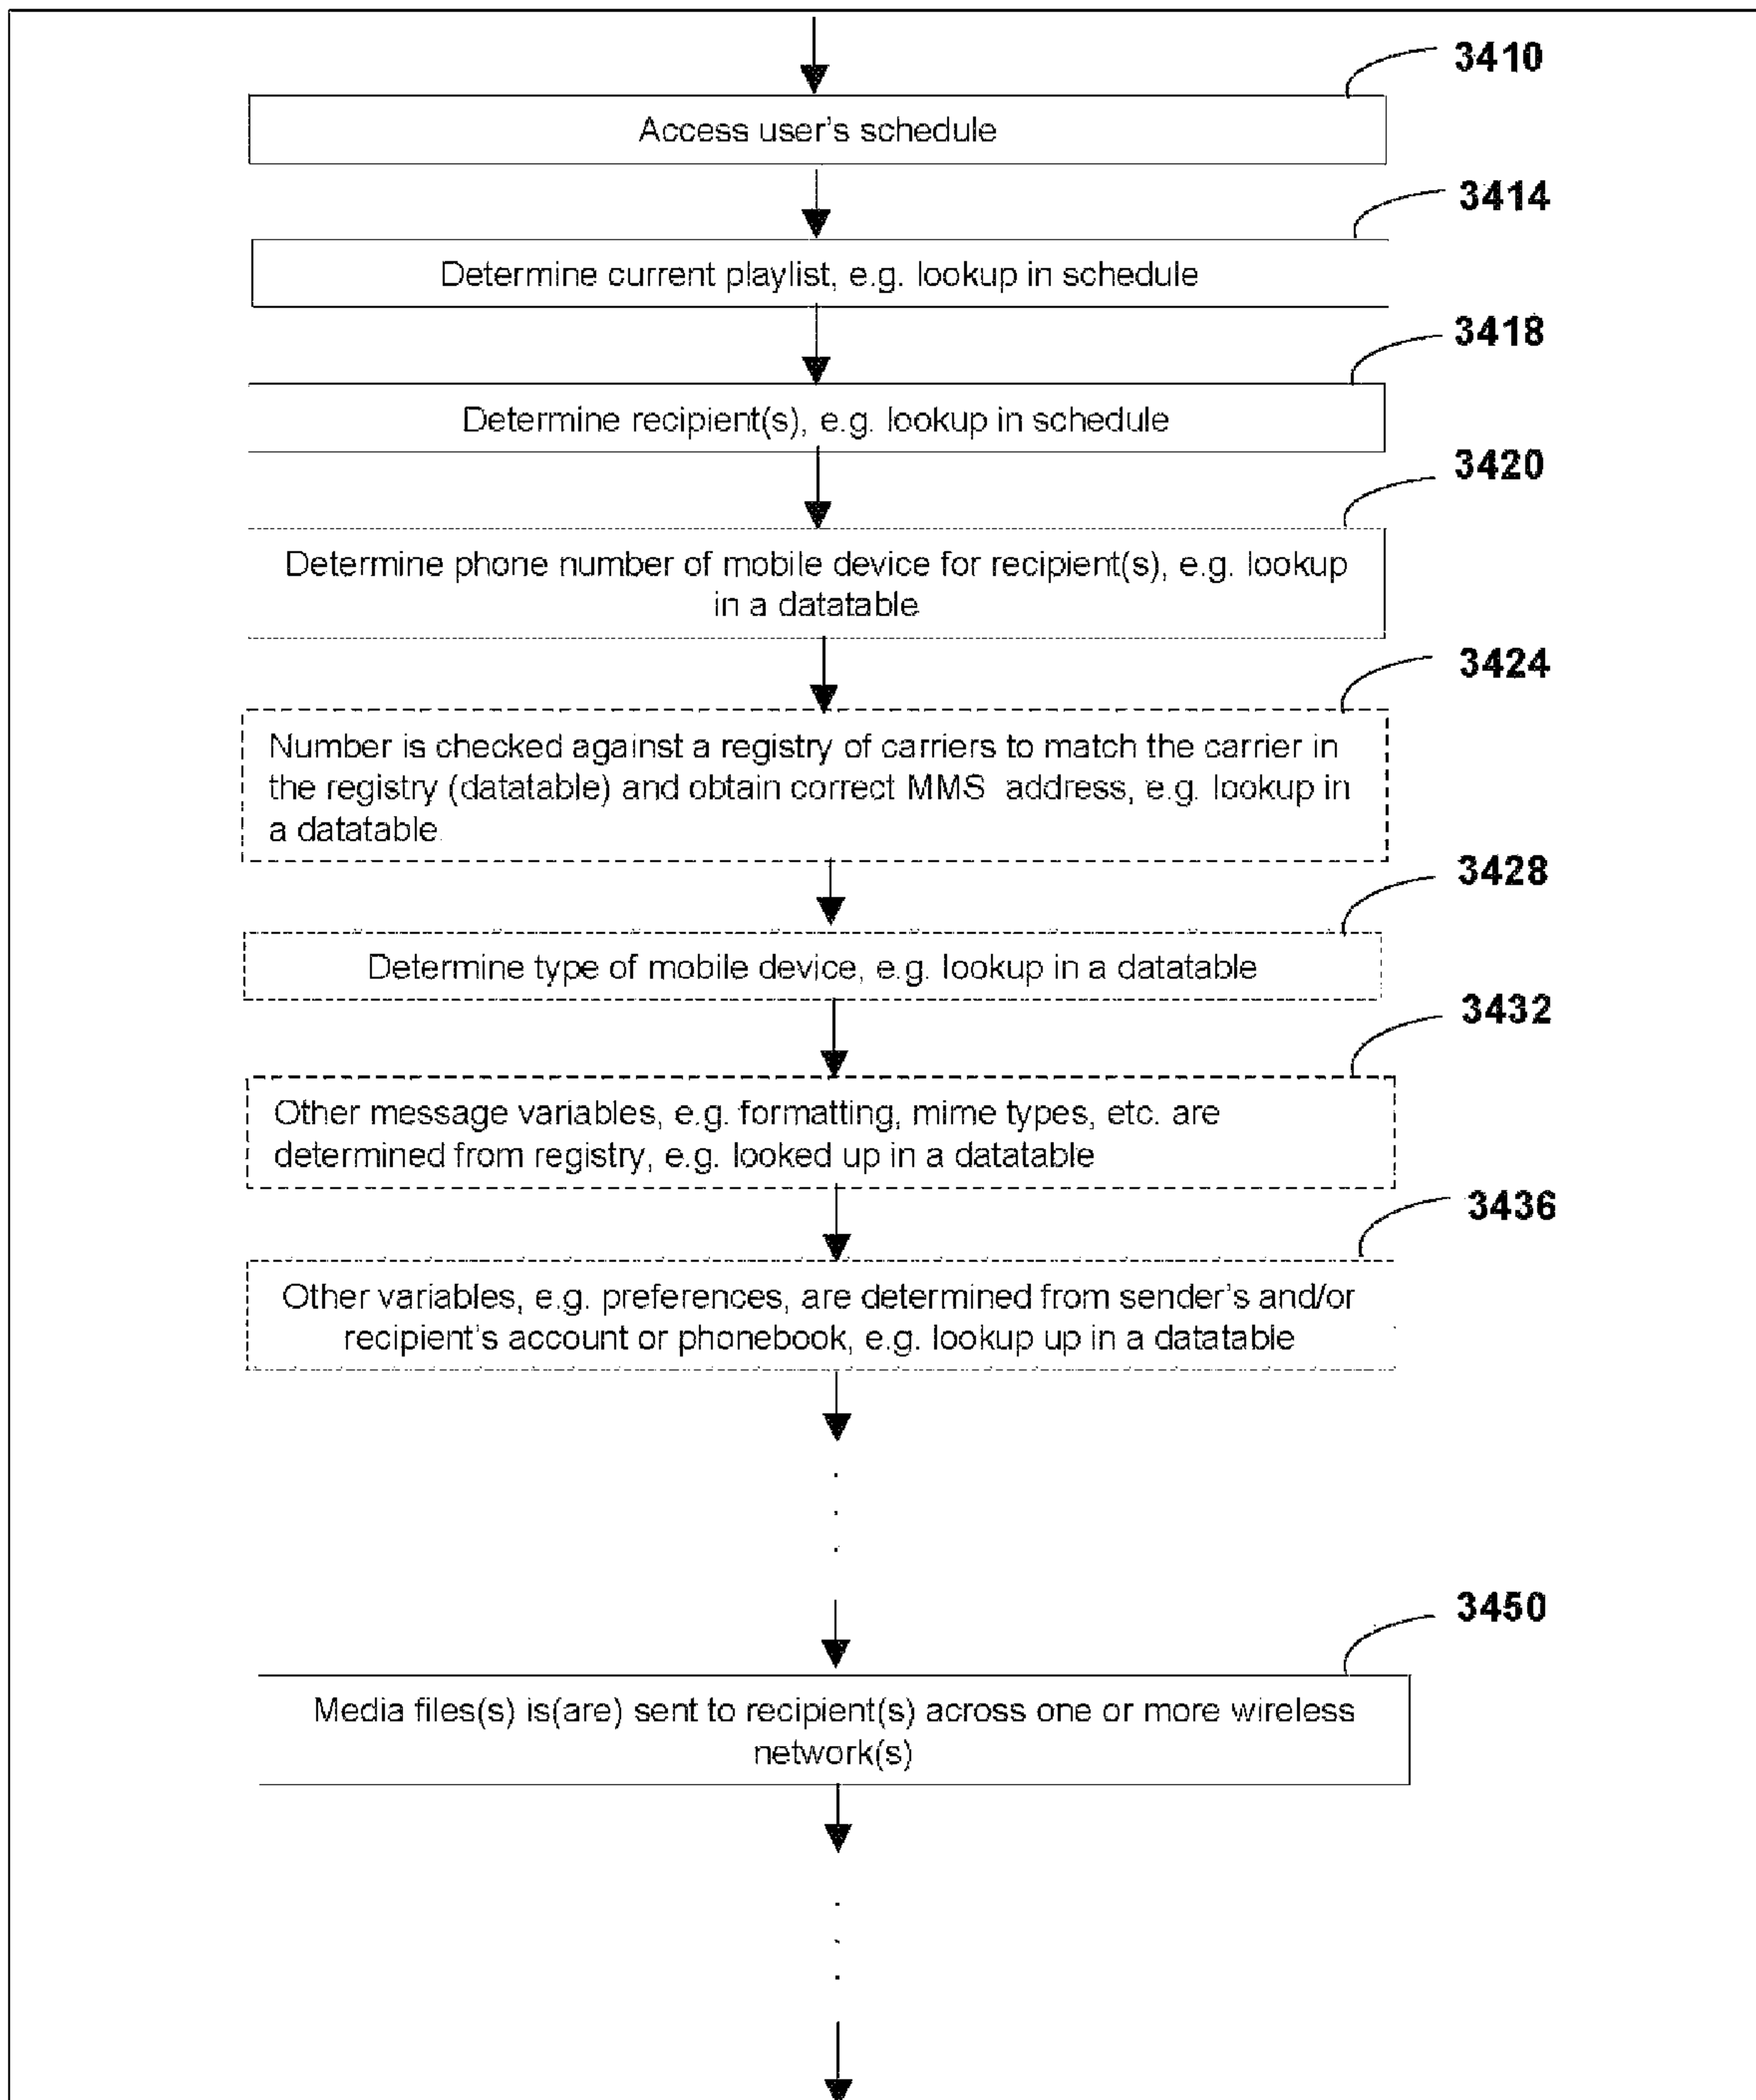 3410
Access user's schedule
3414
Determine current playlist, e.g. lookup in schedule
3418
Determine recipient(s), e.g. lookup in schedule
3420
Determine phone number of mobile device for recipient(s), e.g. lookup
in a datatable
3424
Number is checked against a registry of carriers to match the carrier in
the registry (datatable) and obtain correct MMS address, e.g. lookup in
a datatable.
3428
Determine type of mobile device, e.g. lookup in a datatable
3432
Other message variables, e.g. formatting, mime types, etc. are
determined from registry, e.g. looked up in a datatable
3436
Other variables, e.g. preferences, are determined from sender's and/or
recipient's account or phonebook, e.g. lookup up in a datatable
3450
Media files(s) is(are) sent to recipient(s) across one or more wireless
network(s)